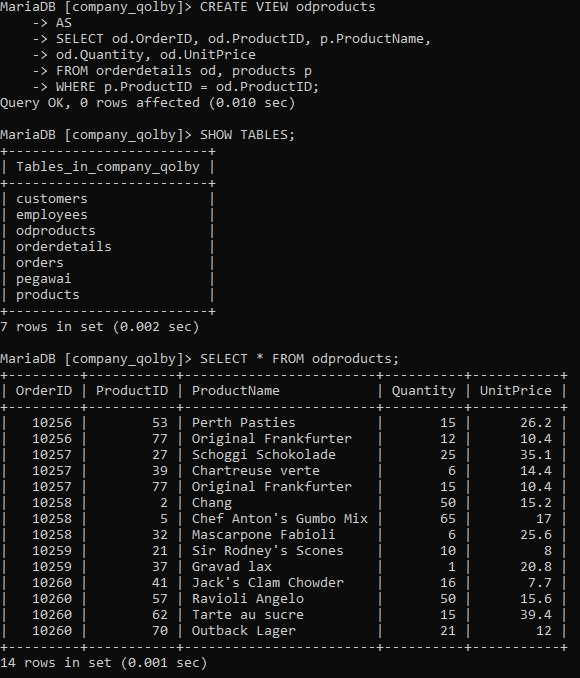 MariaDB [company_qolby]> CREATE VIEW odproducts
    -> AS
    -> SELECT od.OrderID, od.ProductID, p.ProductName,
    -> od.Quantity, od.UnitPrice
    -> FROM orderdetails od, products p
    -> WHERE p.ProductID = od.ProductID;
Query OK, 0 rows affected (0.010 sec)

MariaDB [company_qolby]> SHOW TABLES;
+-------------------------+
| Tables_in_company_qolby |
+-------------------------+
| customers               |
| employees               |
| odproducts              |
| orderdetails            |
| orders                  |
| pegawai                 |
| products                |
+-------------------------+
7 rows in set (0.002 sec)

MariaDB [company_qolby]> SELECT * FROM odproducts;
+---------+-----------+------------------------+----------+-----------+
| OrderID | ProductID | ProductName            | Quantity | UnitPrice |
+---------+-----------+------------------------+----------+-----------+
|   10256 |        53 | Perth Pasties          |       15 |      26.2 |
|   10256 |        77 | Original Frankfurter   |       12 |      10.4 |
|   10257 |        27 | Schoggi Schokolade     |       25 |      35.1 |
|   10257 |        39 | Chartreuse verte       |        6 |      14.4 |
|   10257 |        77 | Original Frankfurter   |       15 |      10.4 |
|   10258 |         2 | Chang                  |       50 |      15.2 |
|   10258 |         5 | Chef Anton's Gumbo Mix |       65 |        17 |
|   10258 |        32 | Mascarpone Fabioli     |        6 |      25.6 |
|   10259 |        21 | Sir Rodney's Scones    |       10 |         8 |
|   10259 |        37 | Gravad lax             |        1 |      20.8 |
|   10260 |        41 | Jack's Clam Chowder    |       16 |       7.7 |
|   10260 |        57 | Ravioli Angelo         |       50 |      15.6 |
|   10260 |        62 | Tarte au sucre         |       15 |      39.4 |
|   10260 |        70 | Outback Lager          |       21 |        12 |
+---------+-----------+------------------------+----------+-----------+
14 rows in set (0.001 sec)